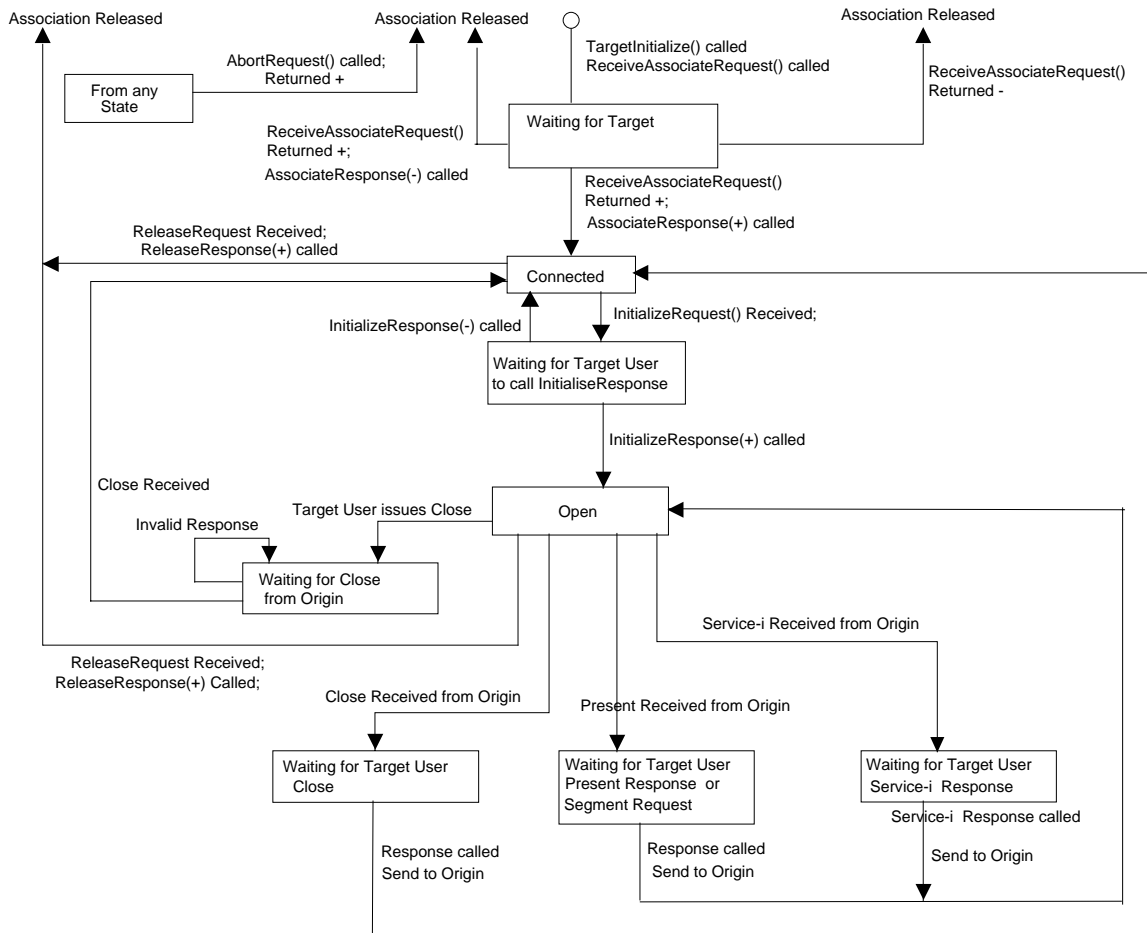 Association Released
Association Released
Association Released
TargetInitialize() called
ReceiveAssociateRequest() called
AbortRequest() called;
Returned +
ReceiveAssociateRequest()
Returned -
From any
State
Waiting for Target
ReceiveAssociateRequest()
Returned +;
AssociateResponse(-) called
ReceiveAssociateRequest()
Returned +;
AssociateResponse(+) called
ReleaseRequest Received;
ReleaseResponse(+) called
Connected
InitializeResponse(-) called
InitializeRequest() Received;
Waiting for Target User
to call InitialiseResponse
InitializeResponse(+) called
Close Received
Target User issues Close
Open
Invalid Response
Waiting for Close
from Origin
Service-i Received from Origin
ReleaseRequest Received;
ReleaseResponse(+) Called;
Close Received from Origin
Present Received from Origin
Waiting for Target User
Close
Waiting for Target User
Present Response or
Segment Request
Waiting for Target User
Service-i Response
Service-i Response called
Response called
Send to Origin
Response called
Send to Origin
Send to Origin